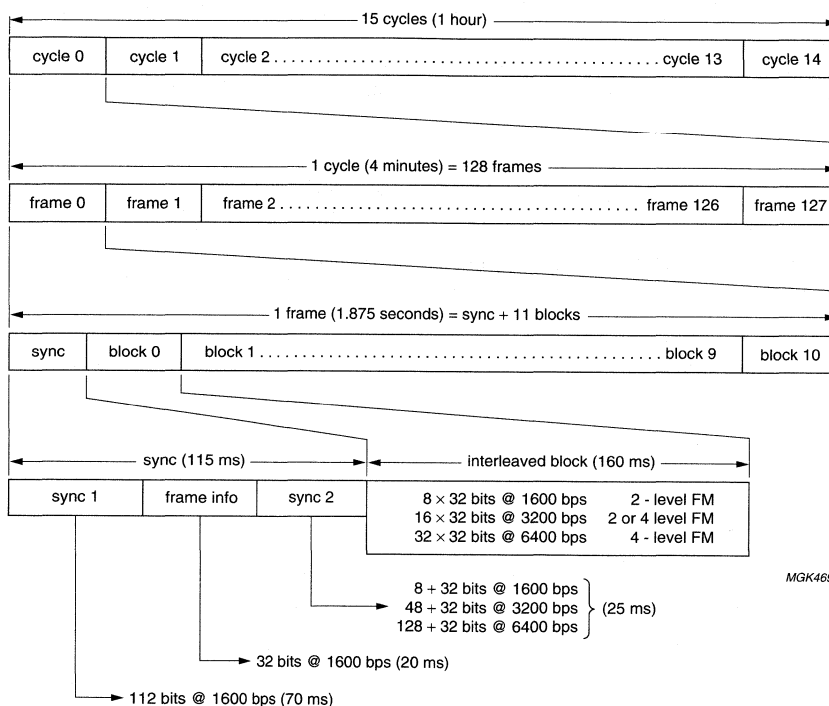 15 cycles (1 hour)
cycle 0 cycle 1 cycle 2 . . . . . . . . . . . . . . . . . . . . . . . . . . . . . . . . . . . . . . . . . . . . . cycle 13 cycle 14
1 cycle (4 minutes) = 128 frames
frame 0 frame 1 frame 2 . . . . . . . . . . . . . . . . . . . . . . . . . . . . . . . . . . . . . . . . . . frame 126 frame 127
1 frame (1.875 seconds) = sync + 11 blocks
sync block 0 block 1 . . . . . . . . . . . . . . . . . . . . . . . . . . . . . . . . . . . . . . . . . . . . . . . block 9 block 10
sync (115 ms) interleaved block (160 ms)
sync 1 frame info sync 2 8 × 32 bits @ 1600 bps 2 - level FM
16 × 32 bits @ 3200 bps 2 or 4 level FM
32 × 32 bits @ 6400 bps 4 - level FM
MGK469
8 + 32 bits @ 1600 bps
48 + 32 bits @ 3200 bps (25 ms)
128 + 32 bits @ 6400 bps
32 bits @ 1600 bps (20 ms)
112 bits @ 1600 bps (70 ms)